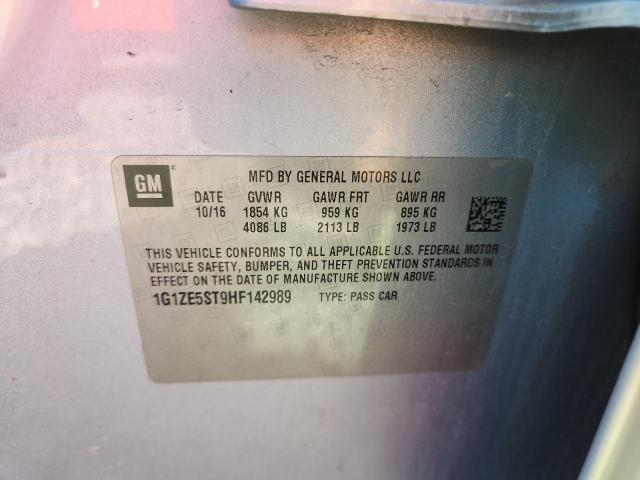 GM
MFD BY GENERAL MOTORS LLC
DATE GVWR GAWR FRT GAWR RR
10/16 1854 KG 959 KG 895 KG
4086 LB 2113 LB 1973 LB
THIS VEHICLE CONFORMS TO ALL APPLICABLE U.S. FEDERAL MOTOR
VEHICLE SAFETY, BUMPER, AND THEFT PREVENTION STANDARDS IN
EFFECT ON THE DATE OF MANUFACTURE SHOWN ABOVE.
1G1ZE5ST9HF142989 TYPE: PASS CAR